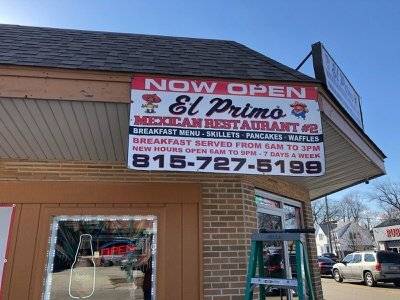 NOW OPEN
El Primo
MEXICAN RESTAURANT #2
BREAKFAST MENU - SKILLETS - PANCAKES - WAFFLES
BREAKFAST SERVED FROM 6AM TO 3PM
NEW HOURS OPEN 6AM TO 9PM - 7 DAYS A WEEK
815-727-5199